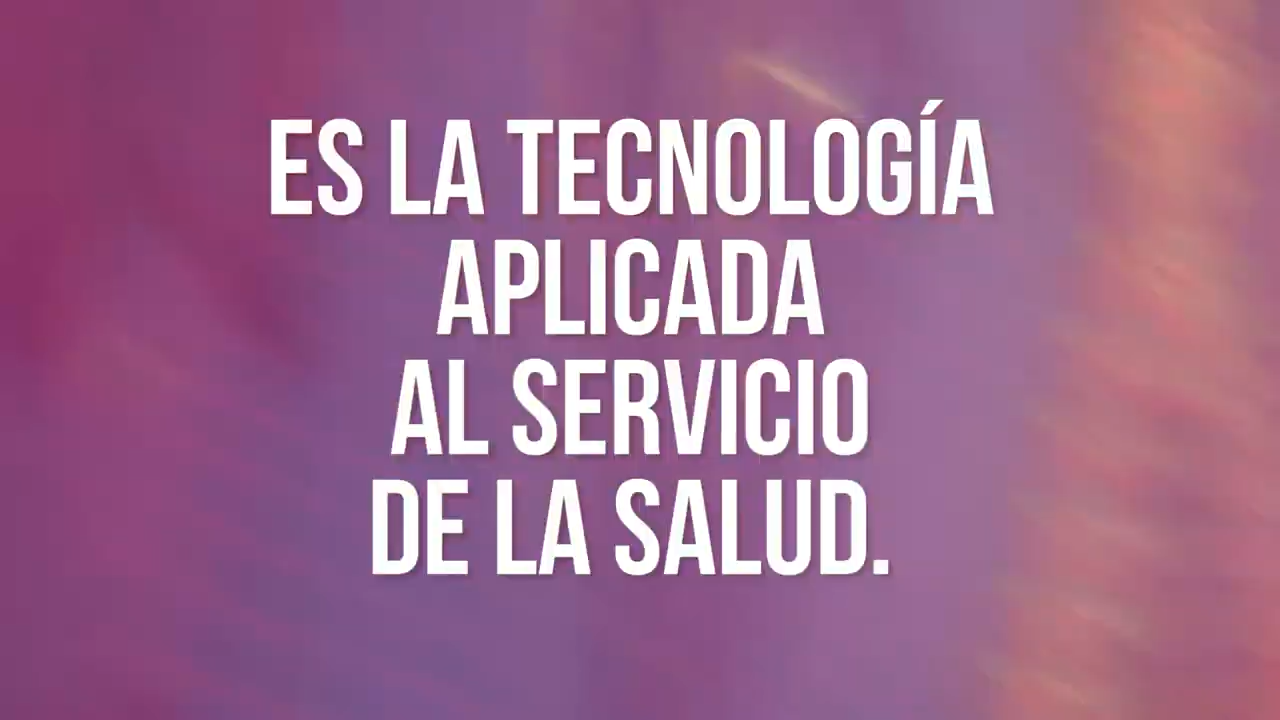 ES LA TECNOLOGÍA
APLICADA
AL SERVICIO
DE LA SALUD.